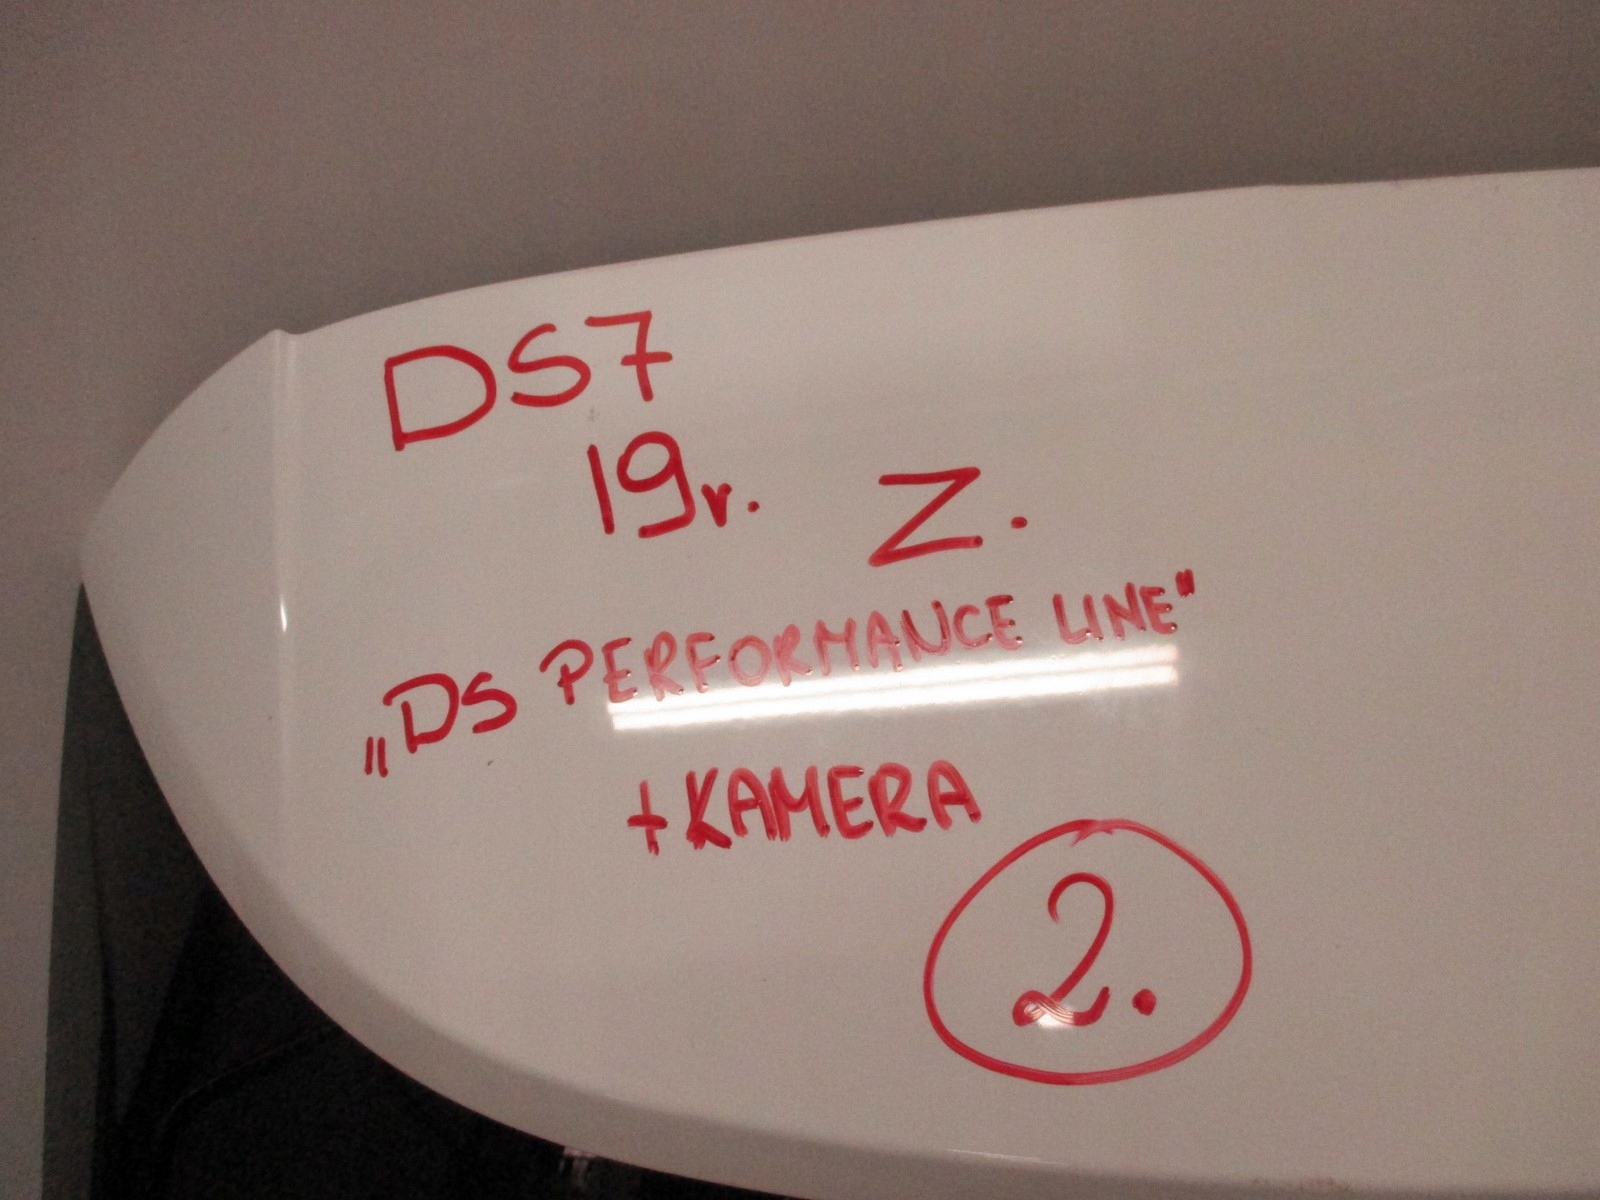 DS7
19r. Z.
„DS PERFORMANCE LINE"
+KAMERA
2.